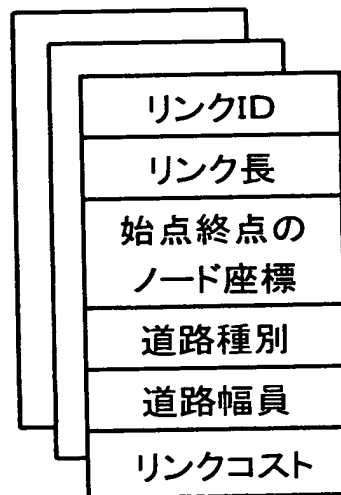 リンクID
リンク長
始点終点の
ノード座標
道路種別
道路幅員
リンクコスト